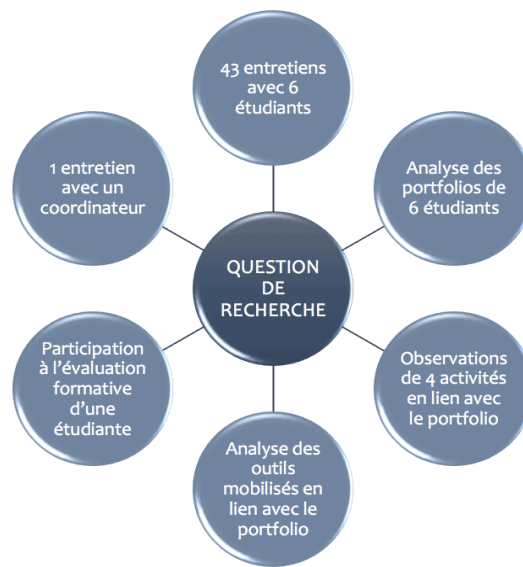 43 entretiens
avec 6
étudiants
Analyse des
portfolios de
6 étudiants
Observations
de 4 activités
en lien avec
le portfolio
Analyse des
outils
mobilisés en
lien avec le
portfolio
Participation
à l’évaluation
formative
d’une
étudiante
1 entretien
avec un
coordinateur
QUESTION
DE
RECHERCHE